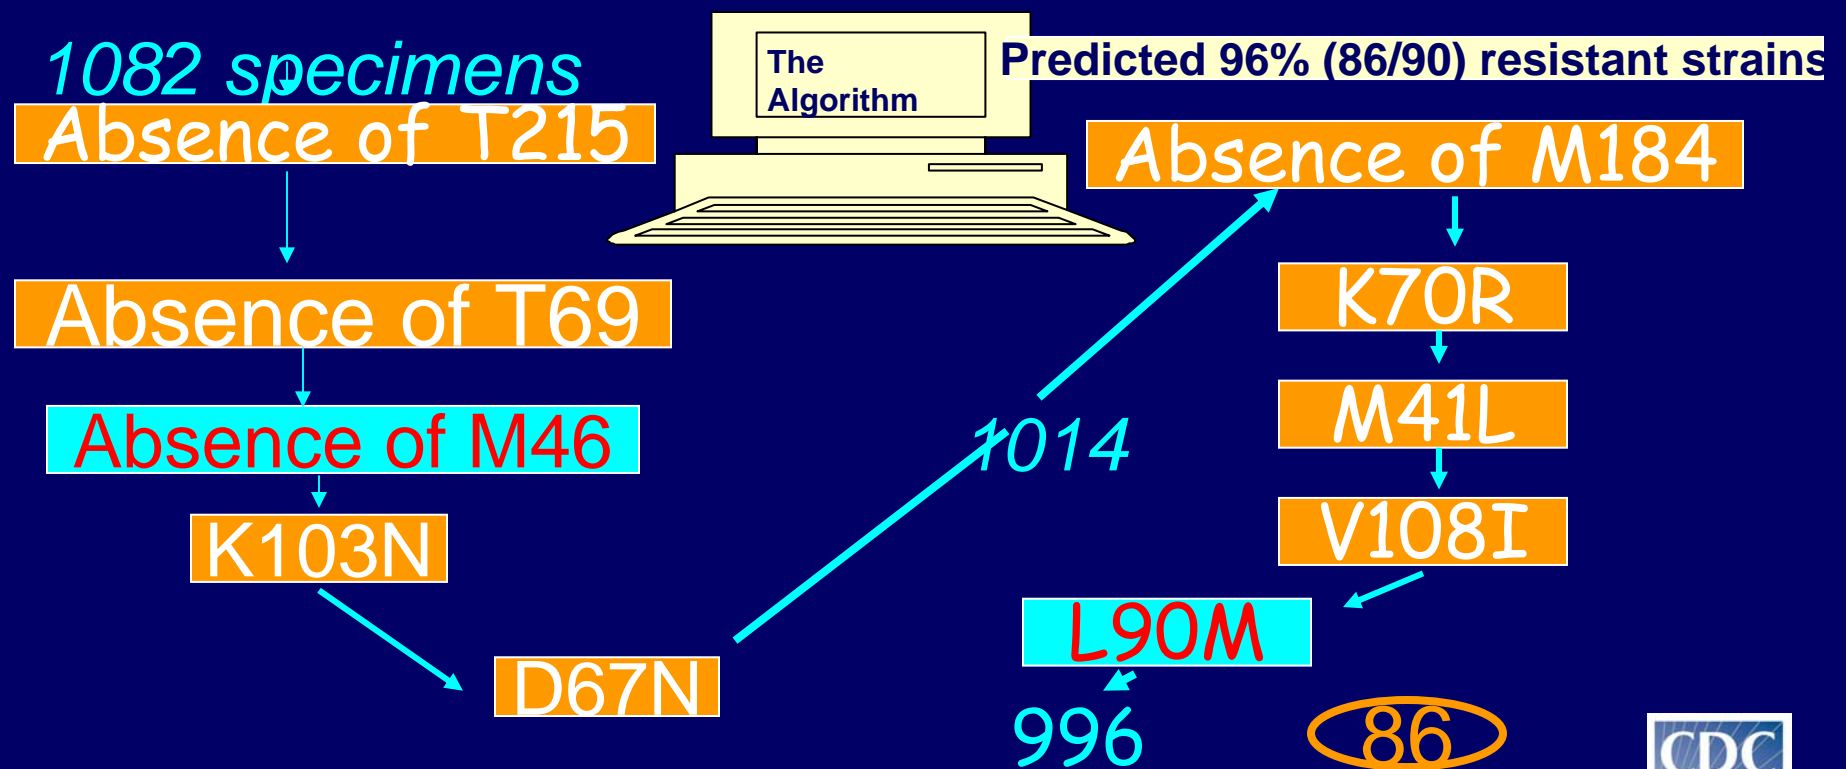 1082 specimens
The
Algorithm
Predicted 96% (86/90) resistant strains
Absence of T215
Absence of T69
Absence of M46
K103N
D67N
1014
Absence of M184
K70R
M41L
V108I
L90M
996
86
CDC